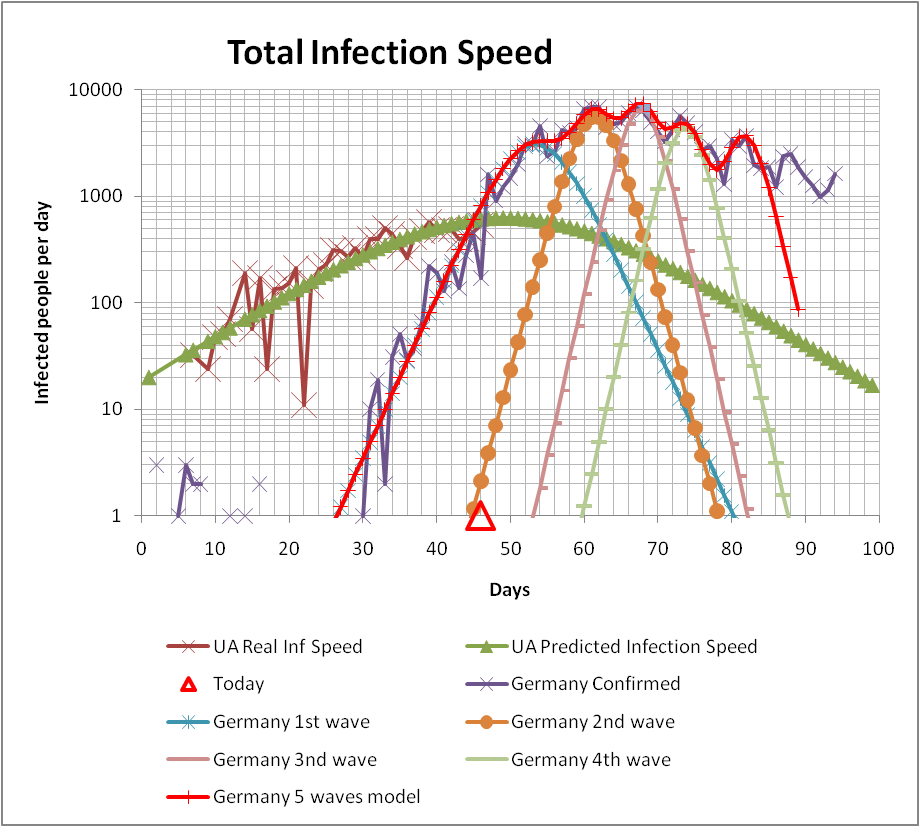 Total Infection Speed
Infected people per day
10000
1000
100
10
1
0 10 20 30 40 50 60 70 80 90 100
Days
UA Real Inf Speed
UA Predicted Infection Speed
Today
Germany Confirmed
Germany 1st wave
Germany 2nd wave
Germany 3nd wave
Germany 4th wave
Germany 5 waves model